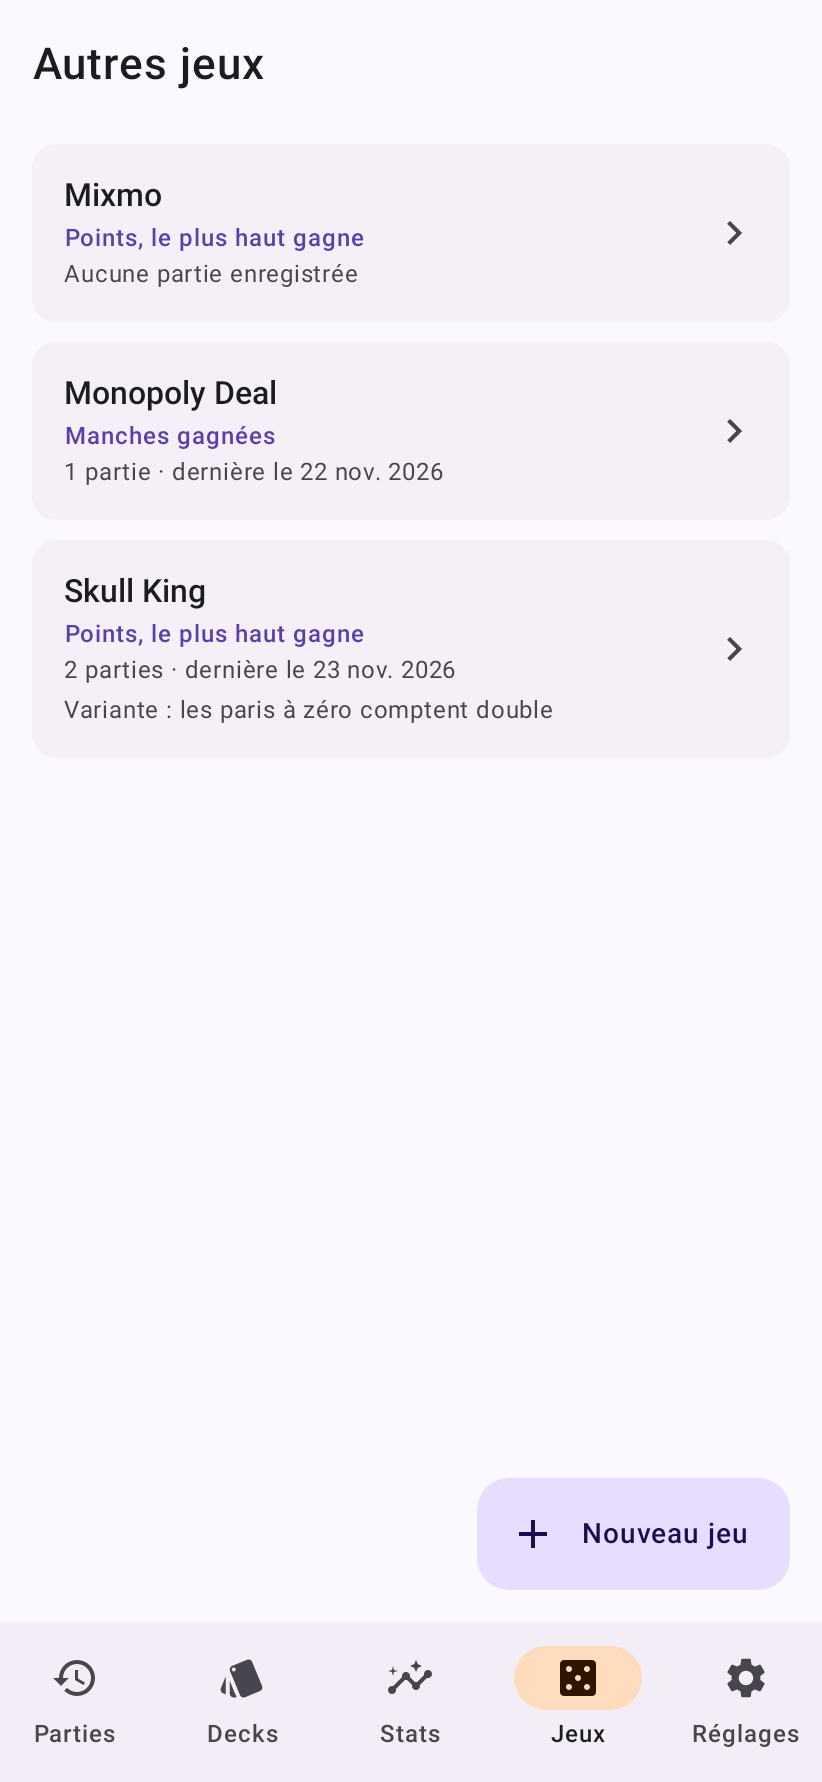 Autres jeux
Mixmo
Points, le plus haut gagne
Aucune partie enregistrée
Monopoly Deal
Manches gagnées
1 partie · dernière le 22 nov. 2026
Skull King
Points, le plus haut gagne
2 parties · dernière le 23 nov. 2026
Variante : les paris à zéro comptent double
Nouveau jeu
Parties
Decks
Stats
Jeux
Réglages